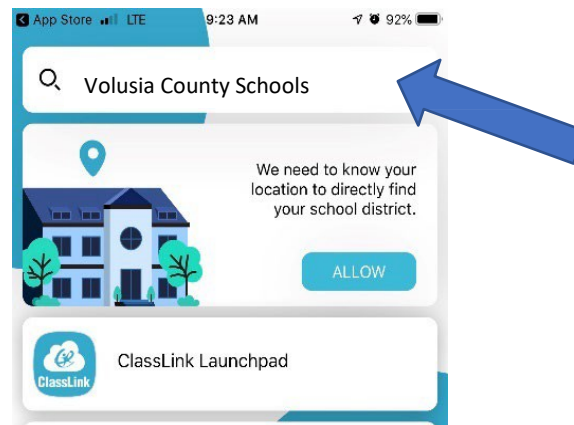 App Store LTE 9:23 AM 92%
Volusia County Schools
We need to know your
location to directly find
your school district.
ALLOW
ClassLink
ClassLink Launchpad